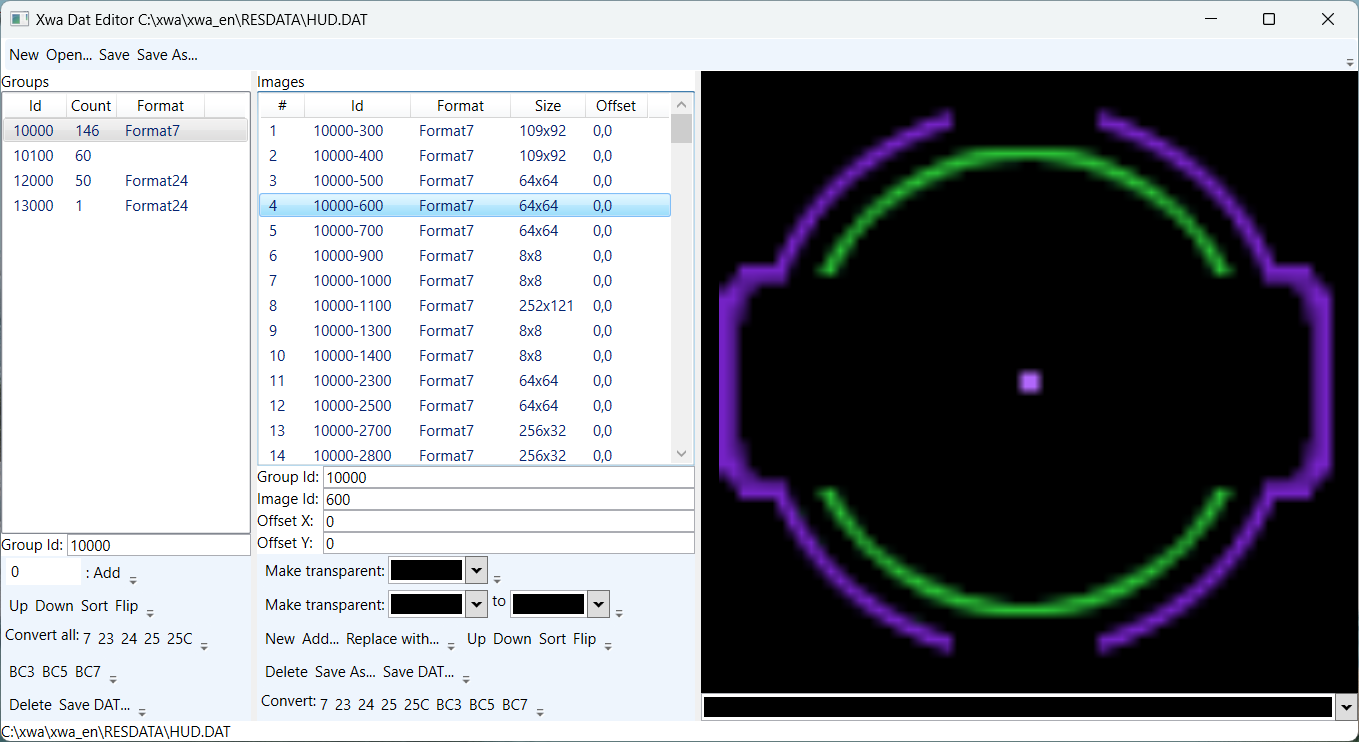 Xwa Dat Editor C:\xwa\xwa_en\RESDATA\HUD.DAT
New Open... Save Save As...
Groups
Id Count Format
10000 146 Format7
10100 60
12000 50 Format24
13000 1 Format24
Group Id: 10000
0 : Add
Up Down Sort Flip
Convert all: 7 23 24 25 25C
BC3 BC5 BC7
Delete Save DAT...
Images
# Id Format Size Offset
1 10000-300 Format7 109x92 0,0
2 10000-400 Format7 109x92 0,0
3 10000-500 Format7 64x64 0,0
4 10000-600 Format7 64x64 0,0
5 10000-700 Format7 64x64 0,0
6 10000-900 Format7 8x8 0,0
7 10000-1000 Format7 8x8 0,0
8 10000-1100 Format7 252x121 0,0
9 10000-1300 Format7 8x8 0,0
10 10000-1400 Format7 8x8 0,0
11 10000-2300 Format7 64x64 0,0
12 10000-2500 Format7 64x64 0,0
13 10000-2700 Format7 256x32 0,0
14 10000-2800 Format7 256x32 0,0
Group Id: 10000
Image Id: 600
Offset X: 0
Offset Y: 0
Make transparent:
Make transparent: to
New Add... Replace with... Up Down Sort Flip
Delete Save As... Save DAT...
Convert: 7 23 24 25 25C BC3 BC5 BC7
C:\xwa\xwa_en\RESDATA\HUD.DAT